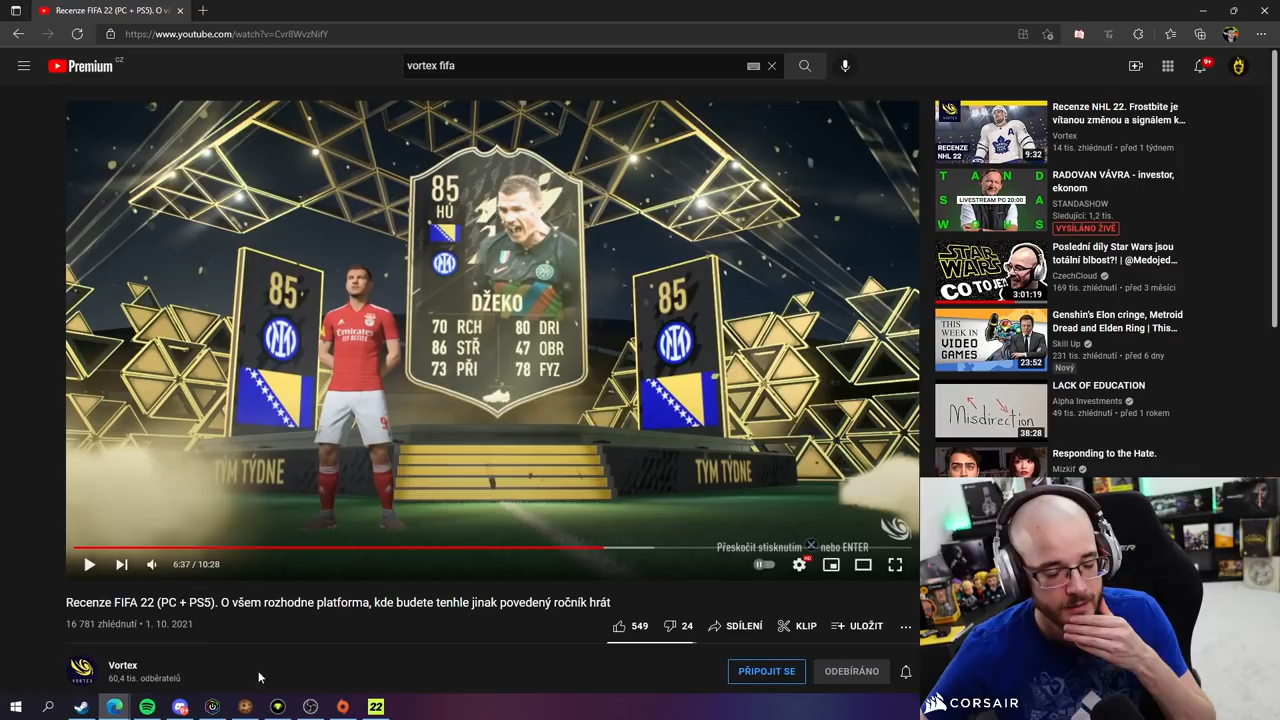 Recenze FIFA 22 (PC + PS5). O v
https://www.youtube.com/watch?v=Cvr8WvzNifY
Premium CZ
vortex fifa
9+
85
HÚ
DŽEKO
70 RCH 80 DRI
86 STŘ 47 OBR
73 PŘI 78 FYZ
85
85
TÝM TÝDNE
TÝM TÝDNE
Přeskočit stisknutím nebo ENTER
6:37 / 10:28
HD
Recenze FIFA 22 (PC + PS5). O všem rozhodne platforma, kde budete tenhle jinak povedený ročník hrát
16 781 zhlédnutí • 1. 10. 2021
549
24
SDÍLENÍ
KLIP
ULOŽIT
Vortex
60,4 tis. odběratelů
PŘIPOJIT SE
ODEBÍRÁNO
RECENZE
NHL 22
9:32
Recenze NHL 22. Frostbite je
vítanou změnou a signálem k...
Vortex
14 tis. zhlédnutí • před 1 týdnem
LIVESTREAM PO 20:00
RADOVAN VÁVRA - investor,
ekonom
STANDASHOW
Sledující: 1,2 tis.
VYSÍLÁNO ŽIVĚ
STAR WARS
CO TO JE
3:01:19
Poslední díly Star Wars jsou
totální blbost?! | @Medojed...
CzechCloud
169 tis. zhlédnutí • před 3 měsíci
THIS
WEEK IN
VIDEO
GAMES
23:52
Genshin's Elon cringe, Metroid
Dread and Elden Ring | This...
Skill Up
231 tis. zhlédnutí • před 6 dny
Nový
Misdirection
38:28
LACK OF EDUCATION
Alpha Investments
49 tis. zhlédnutí • před 1 rokem
Responding to the Hate.
Mizkif
CORSAIR
22